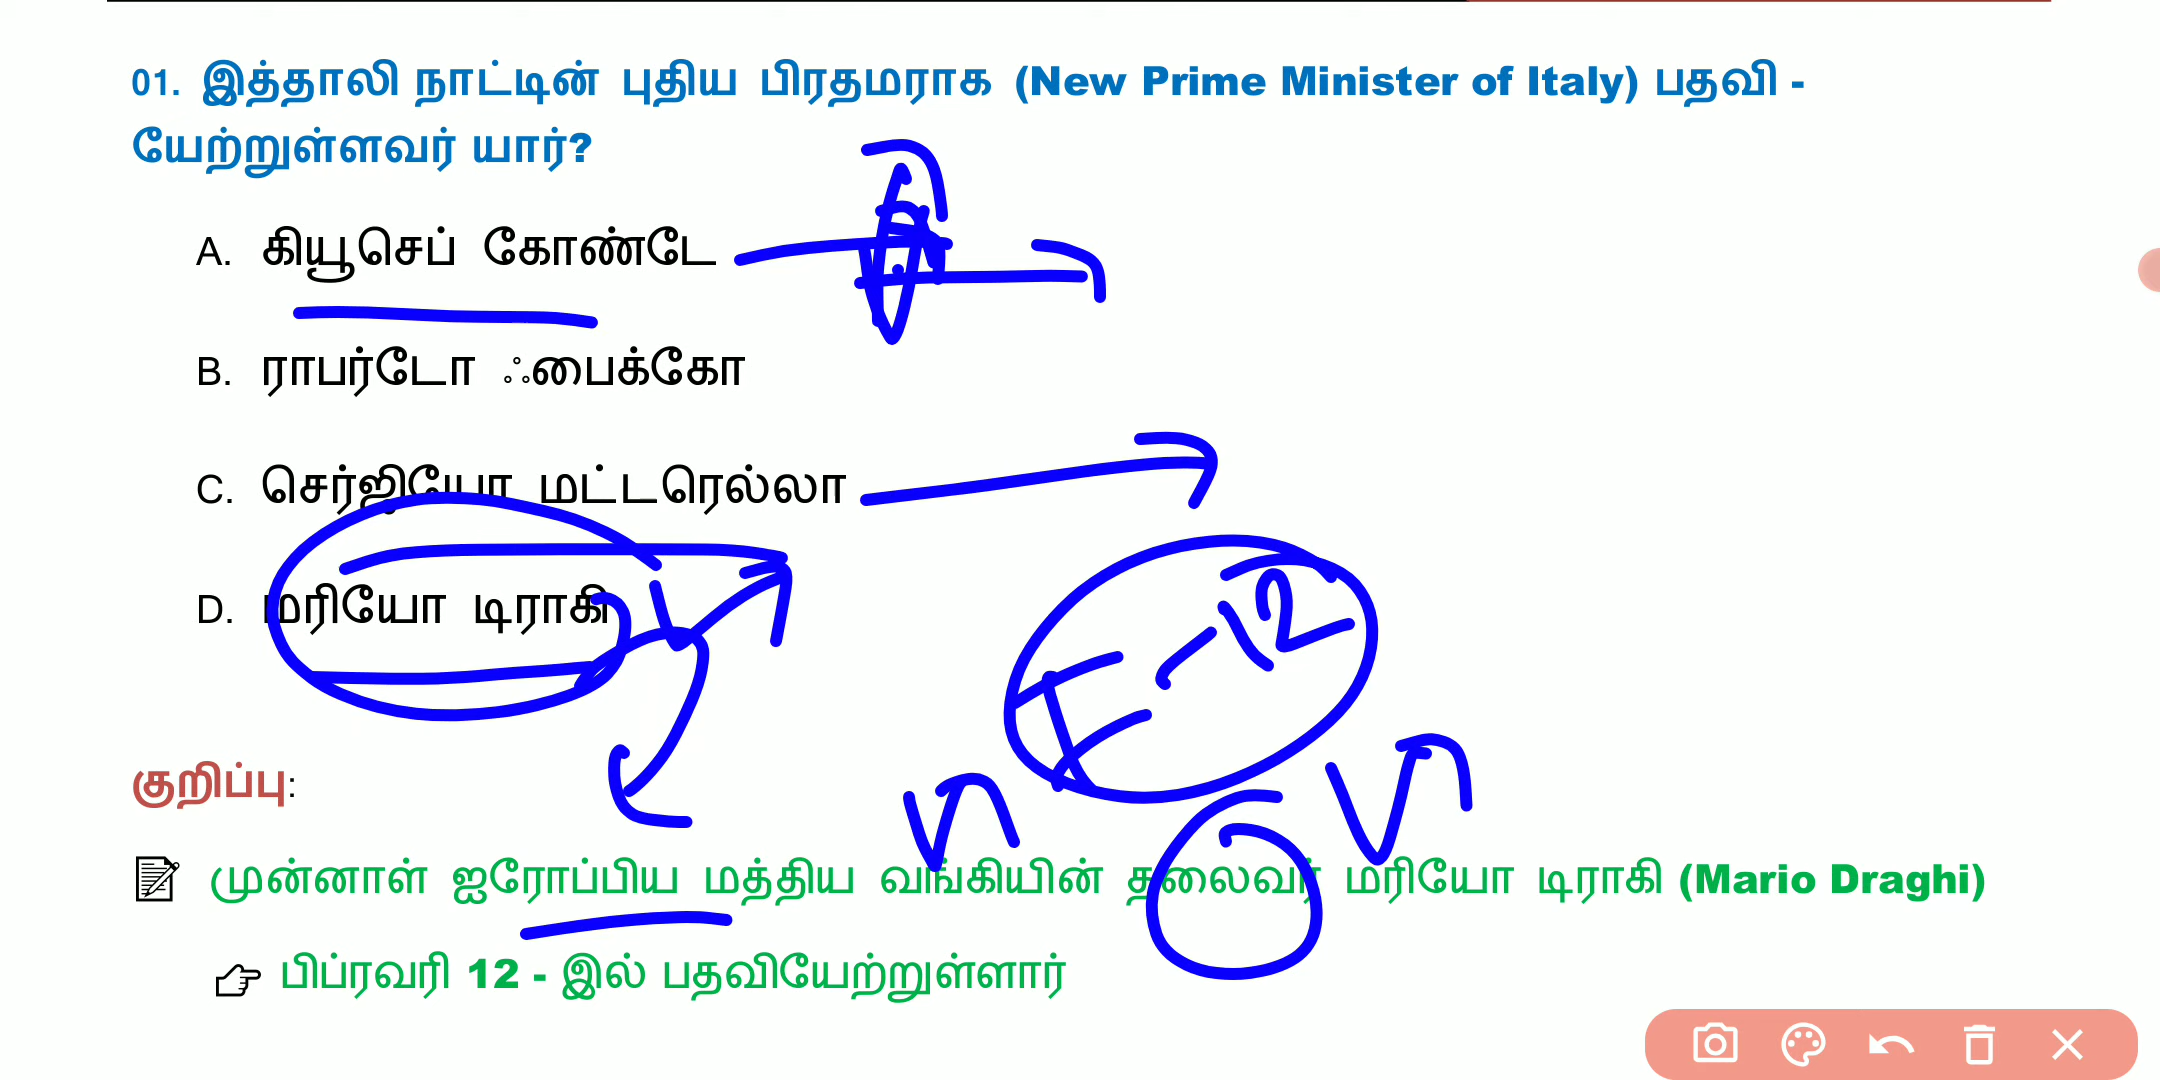 01. இத்தாலி நாட்டின் புதிய பிரதமராக (New Prime Minister of Italy) பதவி -
யேற்றுள்ளவர் யார்?
A. கியூசெப் கோண்டே
B. ராபர்டோ ஃபைக்கோ
C. செர்ஜியோ மட்டரெல்லா
D. மரியோ டிராகி
F - 12
குறிப்பு:
முன்னாள் ஐரோப்பிய மத்திய வங்கியின் தலைவர் மரியோ டிராகி (Mario Draghi)
பிப்ரவரி 12 - இல் பதவியேற்றுள்ளார்